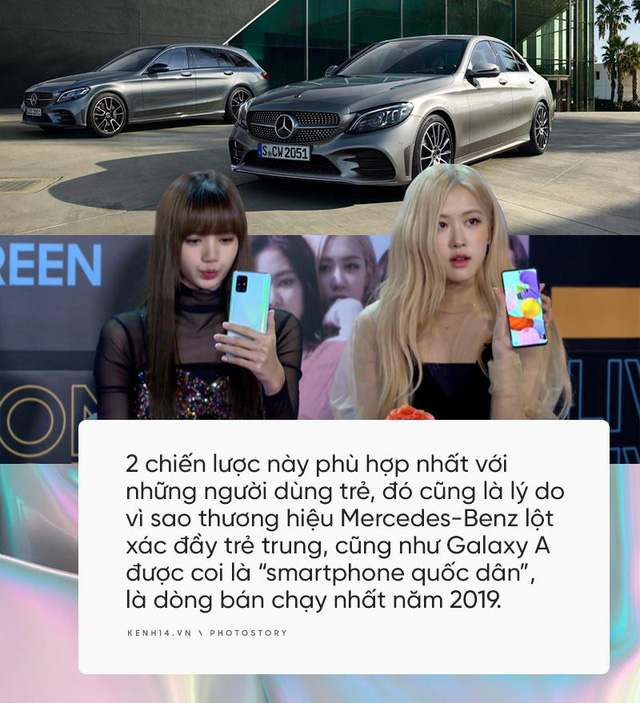 S CW 2051
REEN
ON
LIV
2 chiến lược này phù hợp nhất với
những người dùng trẻ, đó cũng là lý do
vì sao thương hiệu Mercedes-Benz lột
xác đầy trẻ trung, cũng như Galaxy A
được coi là “smartphone quốc dân”,
là dòng bán chạy nhất năm 2019.
KENH14.VN \ PHOTOSTORY